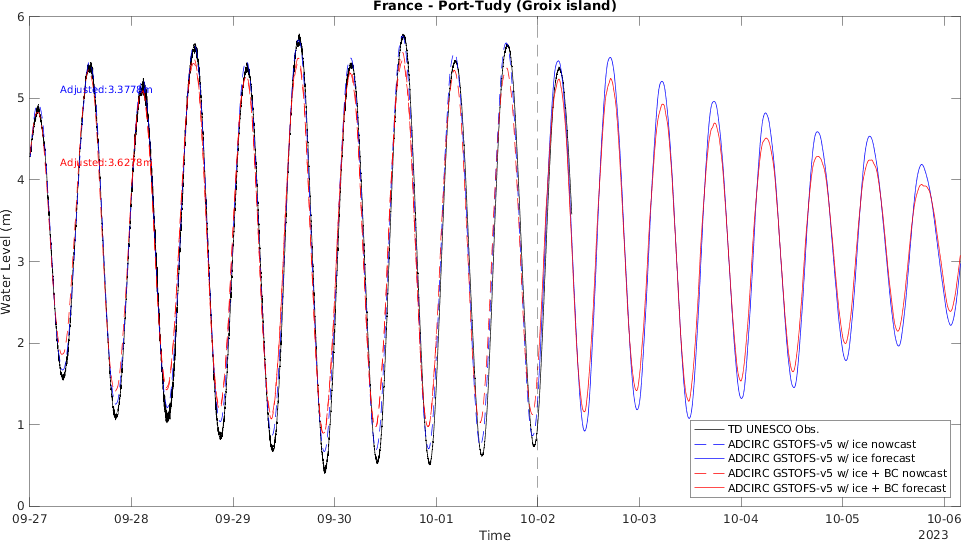 France - Port-Tudy (Groix island)
6
5
4
3
2
1
0
Water Level (m)
Adjusted:3.3778m
Adjusted:3.6278m
TD UNESCO Obs.
ADCIRC GSTOFS-v5 w/ ice nowcast
ADCIRC GSTOFS-v5 w/ ice forecast
ADCIRC GSTOFS-v5 w/ ice + BC nowcast
ADCIRC GSTOFS-v5 w/ ice + BC forecast
09-27 09-28 09-29 09-30 10-01 10-02 10-03 10-04 10-05 10-06
Time
2023